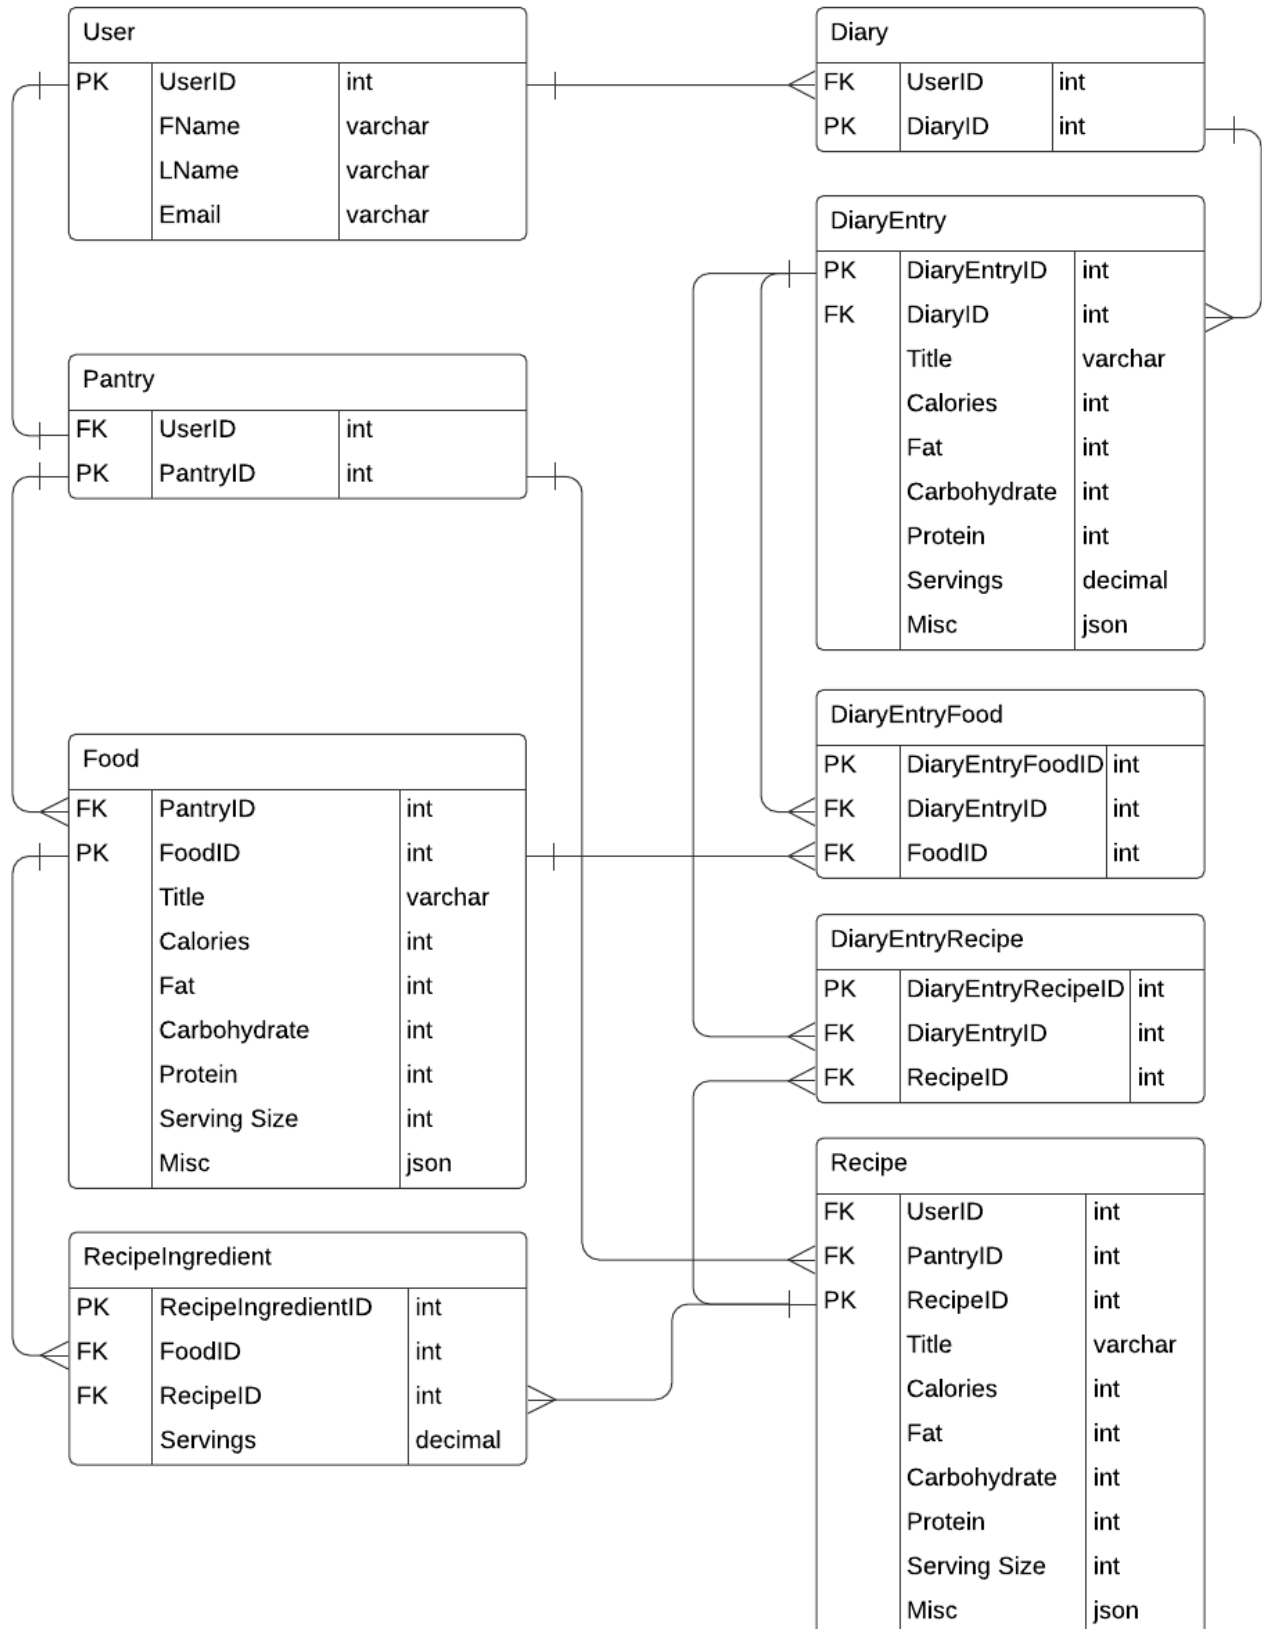 User
PK UserID int
FName varchar
LName varchar
Email varchar
Diary
FK UserID int
PK DiaryID int
DiaryEntry
PK DiaryEntryID int
FK DiaryID int
Title varchar
Calories int
Fat int
Carbohydrate int
Protein int
Servings decimal
Misc json
Pantry
FK UserID int
PK PantryID int
DiaryEntryFood
PK DiaryEntryFoodID int
FK DiaryEntryID int
FK FoodID int
Food
FK PantryID int
PK FoodID int
Title varchar
Calories int
Fat int
Carbohydrate int
Protein int
Serving Size int
Misc json
DiaryEntryRecipe
PK DiaryEntryRecipeID int
FK DiaryEntryID int
FK RecipeID int
Recipe
FK UserID int
FK PantryID int
PK RecipeID int
Title varchar
Calories int
Fat int
Carbohydrate int
Protein int
Serving Size int
Misc json
RecipeIngredient
PK RecipeIngredientID int
FK FoodID int
FK RecipeID int
Servings decimal